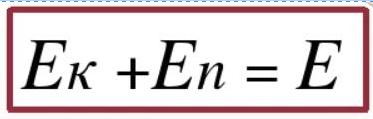 Eк +Eп = E